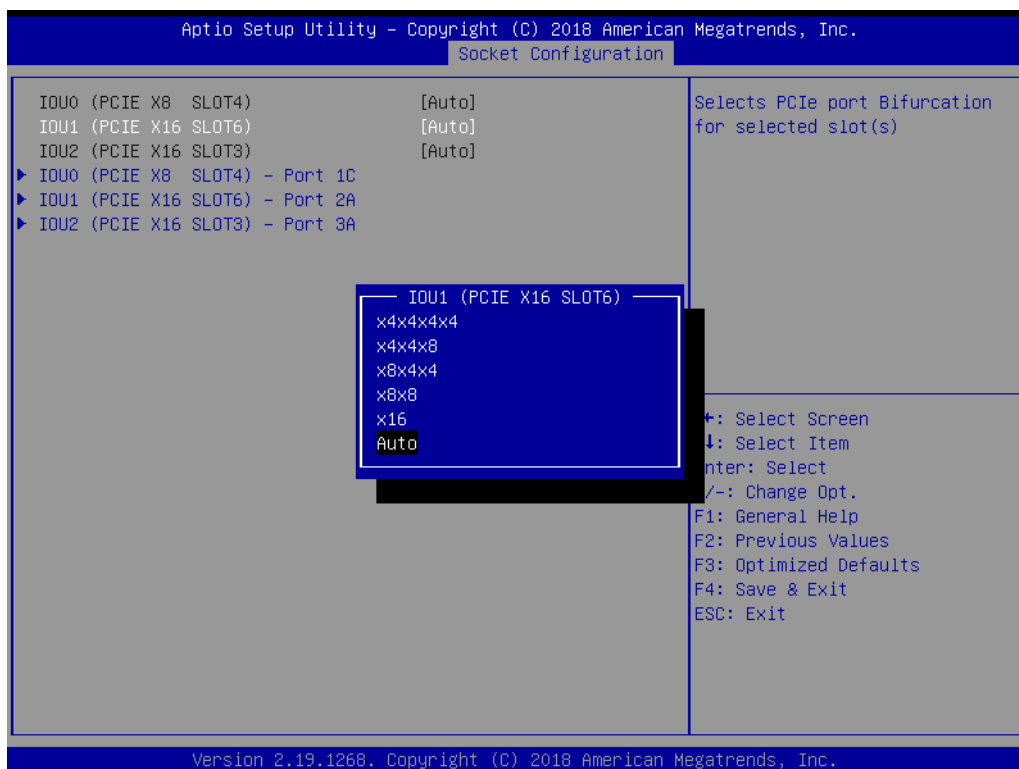 Aptio Setup Utility – Copyright (C) 2018 American Megatrends, Inc.
Socket Configuration
IOU0 (PCIE X8 SLOT4) [Auto]
IOU1 (PCIE X16 SLOT6) [Auto]
IOU2 (PCIE X16 SLOT3) [Auto]
IOU0 (PCIE X8 SLOT4) – Port 1C
IOU1 (PCIE X16 SLOT6) – Port 2A
IOU2 (PCIE X16 SLOT3) – Port 3A
Selects PCIe port Bifurcation
for selected slot(s)
IOU1 (PCIE X16 SLOT6)
x4x4x4x4
x4x4x8
x8x4x4
x8x8
x16
Auto
: Select Screen
: Select Item
nter: Select
/-: Change Opt.
F1: General Help
F2: Previous Values
F3: Optimized Defaults
F4: Save & Exit
ESC: Exit
Version 2.19.1268. Copyright (C) 2018 American Megatrends, Inc.